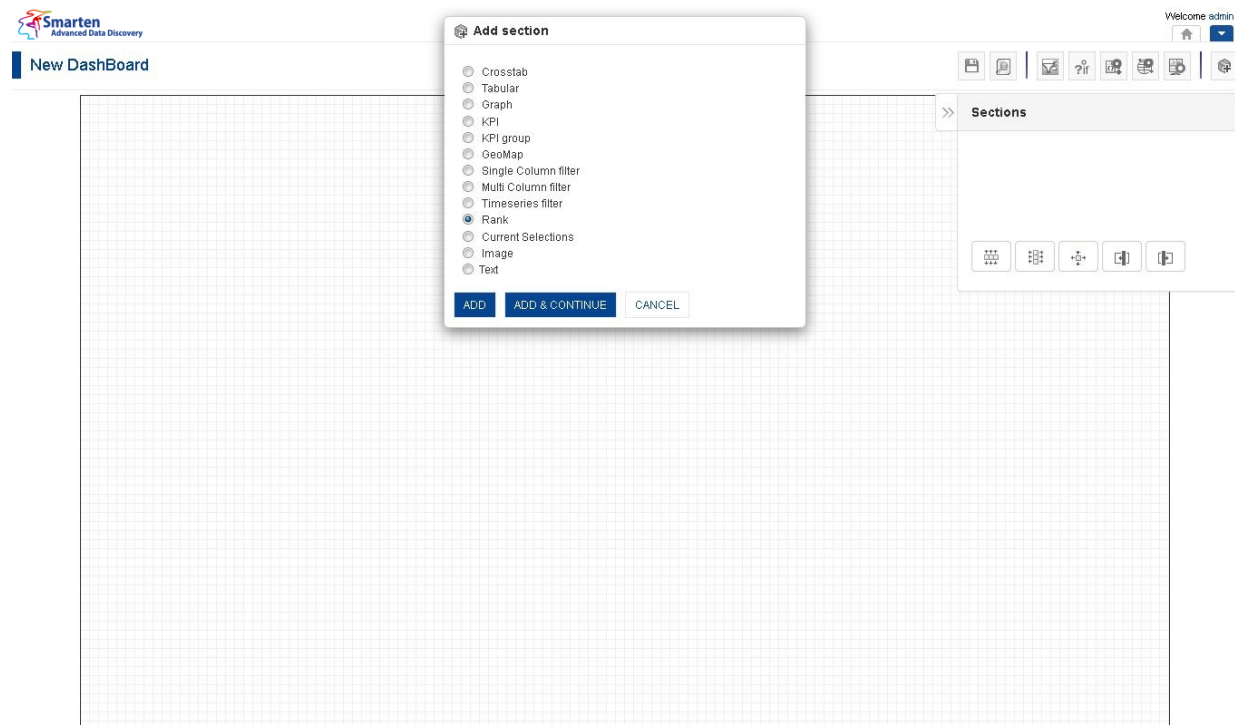 Smarten
Advanced Data Discovery
Welcome admin
New DashBoard
?if
Add section
Crosstab
Tabular
Graph
KPI
KPI group
GeoMap
Single Column filter
Multi Column filter
Timeseries filter
Rank
Current Selections
Image
Text
ADD
ADD & CONTINUE
CANCEL
Sections